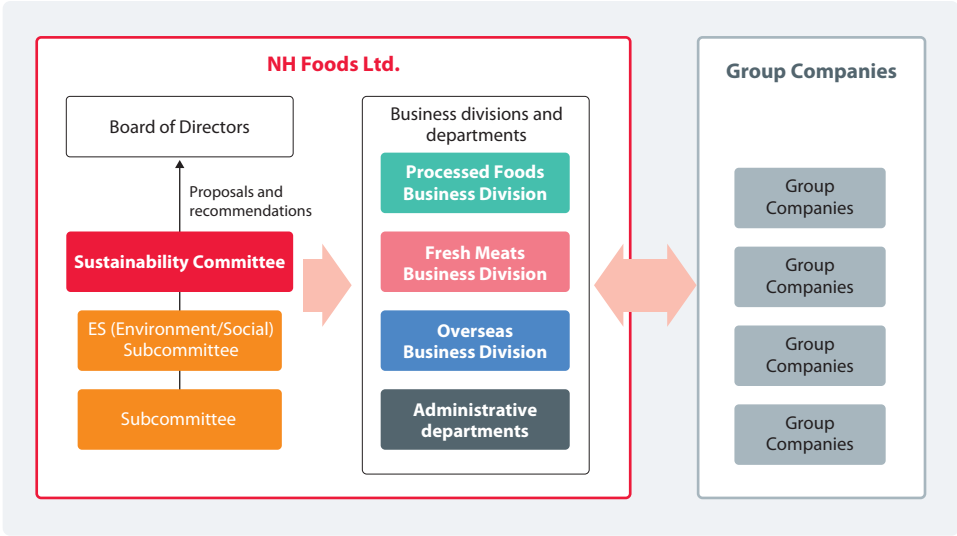 NH Foods Ltd.
Board of Directors
Proposals and
recommendations
Sustainability Committee
ES (Environment/Social)
Subcommittee
Subcommittee
Business divisions and
departments
Processed Foods
Business Division
Fresh Meats
Business Division
Overseas
Business Division
Administrative
departments
Group Companies
Group
Companies
Group
Companies
Group
Companies
Group
Companies